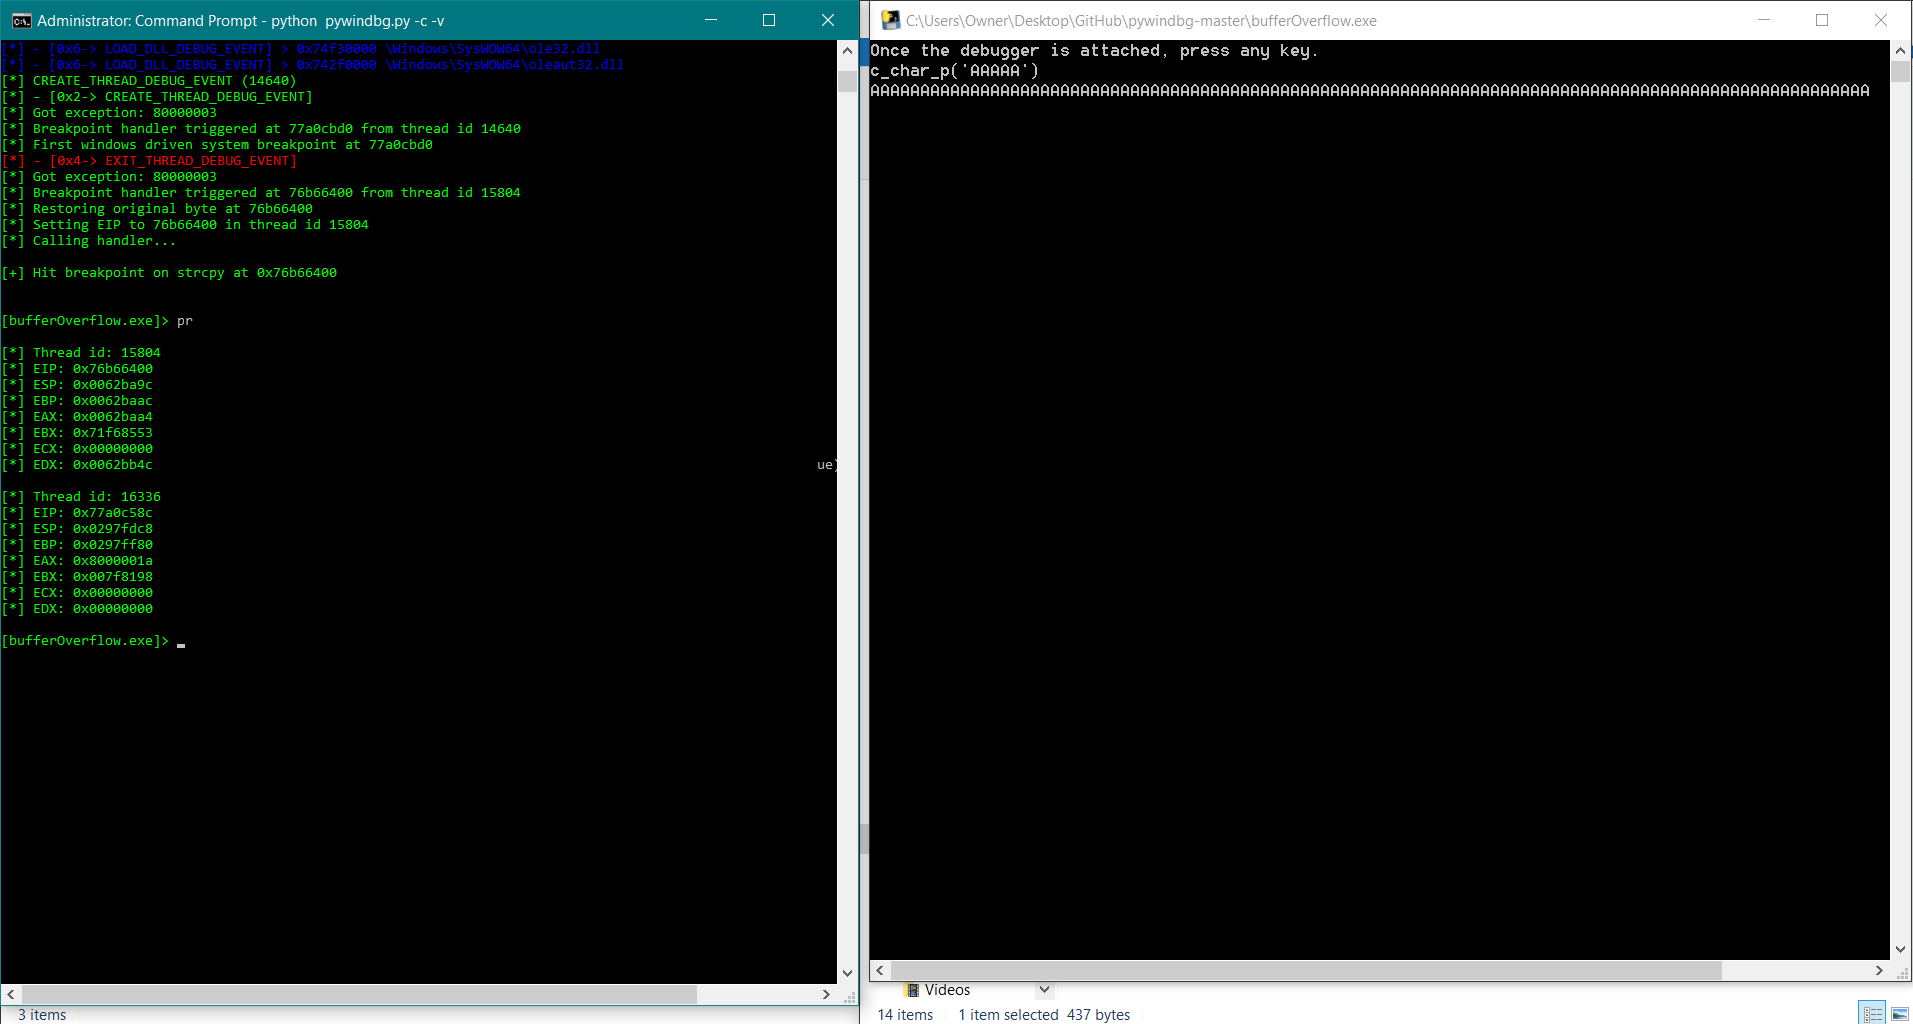 Administrator: Command Prompt - python  pywindbg.py -c -v
[*] - [0x6-> LOAD_DLL_DEBUG_EVENT] > 0x74f30000 \Windows\SysWOW64\ole32.dll
[*] - [0x6-> LOAD_DLL_DEBUG_EVENT] > 0x742f0000 \Windows\SysWOW64\oleaut32.dll
[*] CREATE_THREAD_DEBUG_EVENT (14640)
[*] - [0x2-> CREATE_THREAD_DEBUG_EVENT]
[*] Got exception: 80000003
[*] Breakpoint handler triggered at 77a0cbd0 from thread id 14640
[*] First windows driven system breakpoint at 77a0cbd0
[*] - [0x4-> EXIT_THREAD_DEBUG_EVENT]
[*] Got exception: 80000003
[*] Breakpoint handler triggered at 76b66400 from thread id 15804
[*] Restoring original byte at 76b66400
[*] Setting EIP to 76b66400 in thread id 15804
[*] Calling handler...
[+] Hit breakpoint on strcpy at 0x76b66400
[bufferOverflow.exe]> pr
[*] Thread id: 15804
[*] EIP: 0x76b66400
[*] ESP: 0x0062ba9c
[*] EBP: 0x0062baac
[*] EAX: 0x0062baa4
[*] EBX: 0x71f68553
[*] ECX: 0x00000000
[*] EDX: 0x0062bb4c
ue)
[*] Thread id: 16336
[*] EIP: 0x77a0c58c
[*] ESP: 0x0297fdc8
[*] EBP: 0x0297ff80
[*] EAX: 0x8000001a
[*] EBX: 0x007f8198
[*] ECX: 0x00000000
[*] EDX: 0x00000000
[bufferOverflow.exe]>
3 items
C:\Users\Owner\Desktop\GitHub\pywindbg-master\bufferOverflow.exe
Once the debugger is attached, press any key.
c_char_p('AAAAA')
AAAAAAAAAAAAAAAAAAAAAAAAAAAAAAAAAAAAAAAAAAAAAAAAAAAAAAAAAAAAAAAAAAAAAAAAAAAAAAAAAAAAAAAAAAAAAAAAAAAA
Videos
14 items
1 item selected  437 bytes